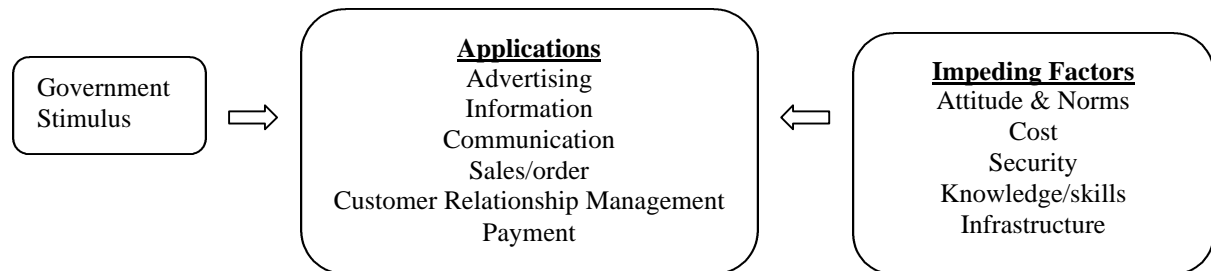 Government
Stimulus
Applications
Advertising
Information
Communication
Sales/order
Customer Relationship Management
Payment
Impeding Factors
Attitude & Norms
Cost
Security
Knowledge/skills
Infrastructure